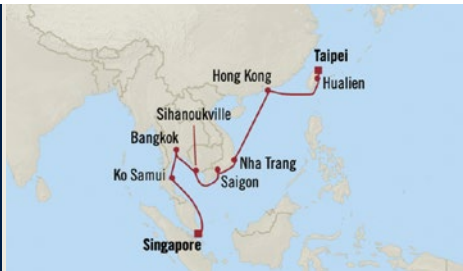 Taipei
Hong Kong
Hualien
Sihanoukville
Bangkok
Nha Trang
Ko Samui
Saigon
Singapore